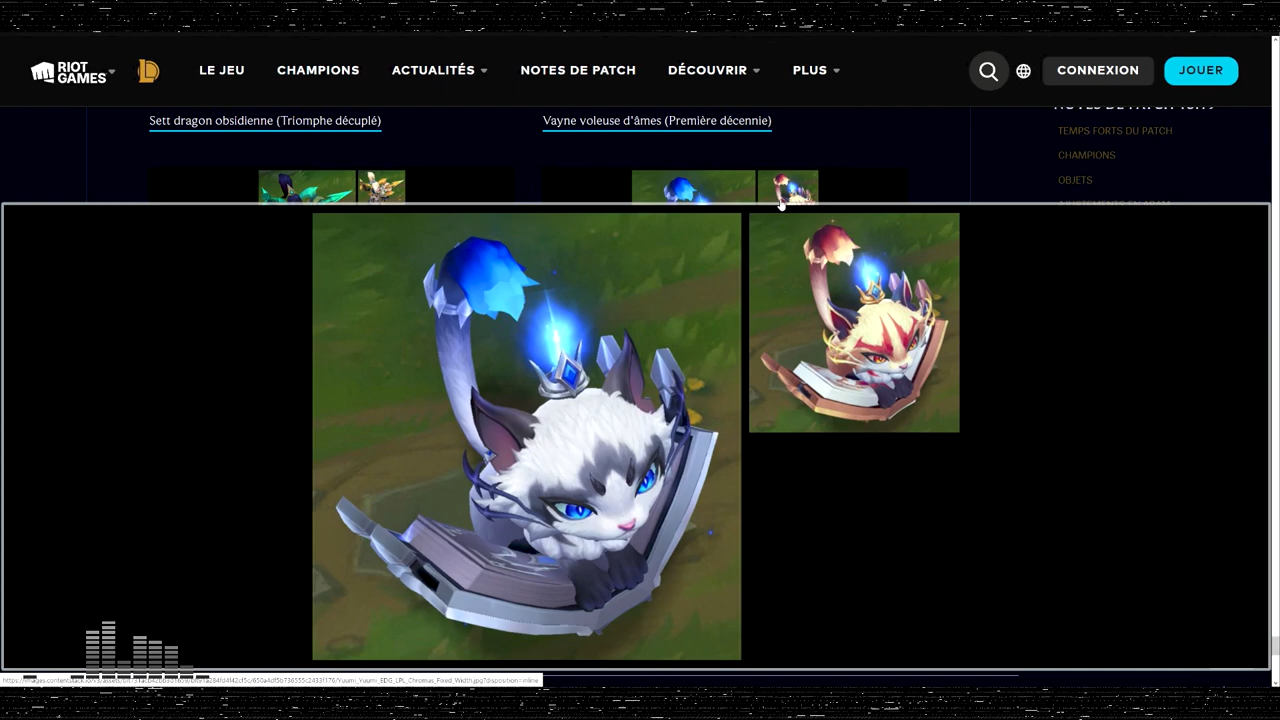 RIOT GAMES
LE JEU
CHAMPIONS
ACTUALITÉS
NOTES DE PATCH
DÉCOUVRIR
PLUS
CONNEXION
JOUER
Sett dragon obsidienne (Triomphe décuplé)
Vayne voleuse d'âmes (Première décennie)
TEMPS FORTS DU PATCH
CHAMPIONS
OBJETS